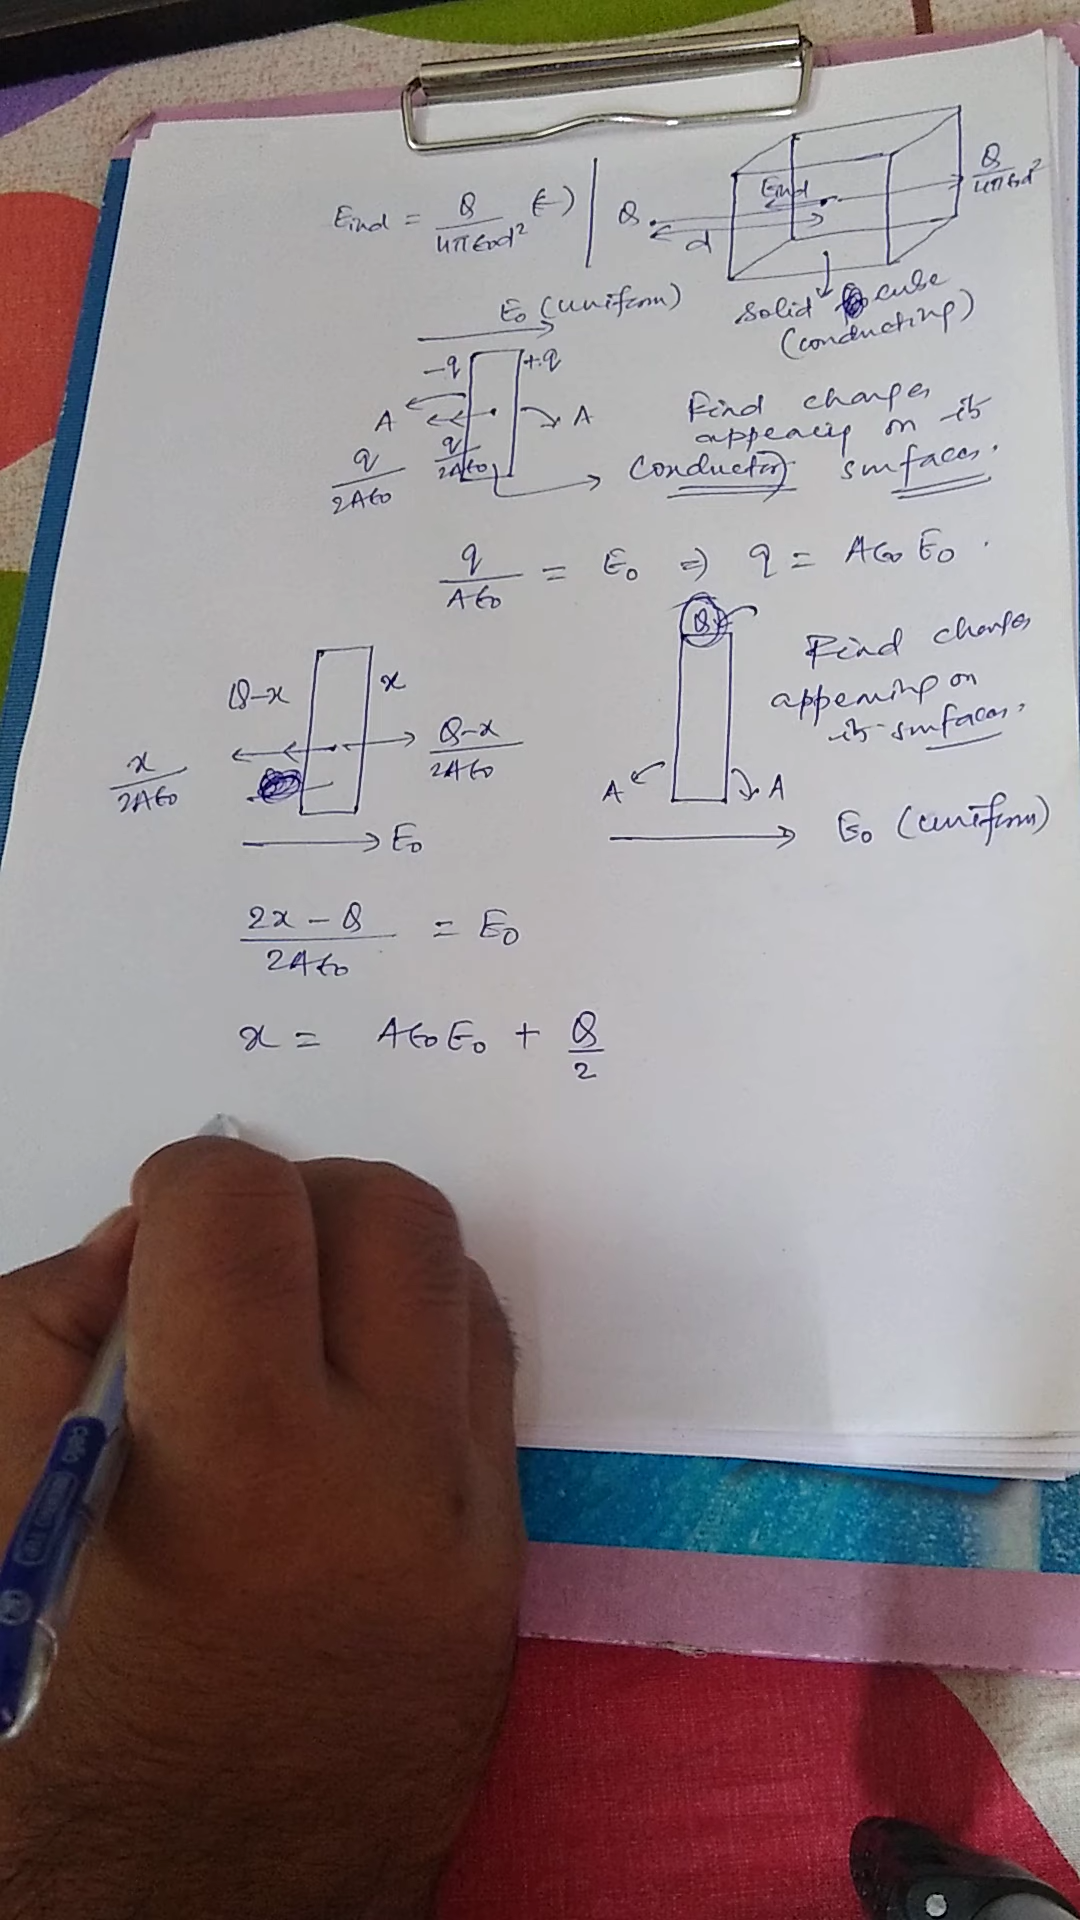 Eind = Q/4πε₀d² (←)
Q
d
Eind
Q/4πε₀d²
Solid cube
(conducting)
E₀ (uniform)
-q +q
A A
q/2Aε₀ q/2Aε₀
Find charges
appearing on its
surfaces.
Conductor
q/Aε₀ = E₀ ⇒ q = Aε₀E₀.
Q
Find charges
appearing on
its surfaces.
A A
E₀ (uniform)
Q-x x
x/2Aε₀ Q-x/2Aε₀
E₀
2x-Q/2Aε₀ = E₀
x = Aε₀E₀ + Q/2
cello